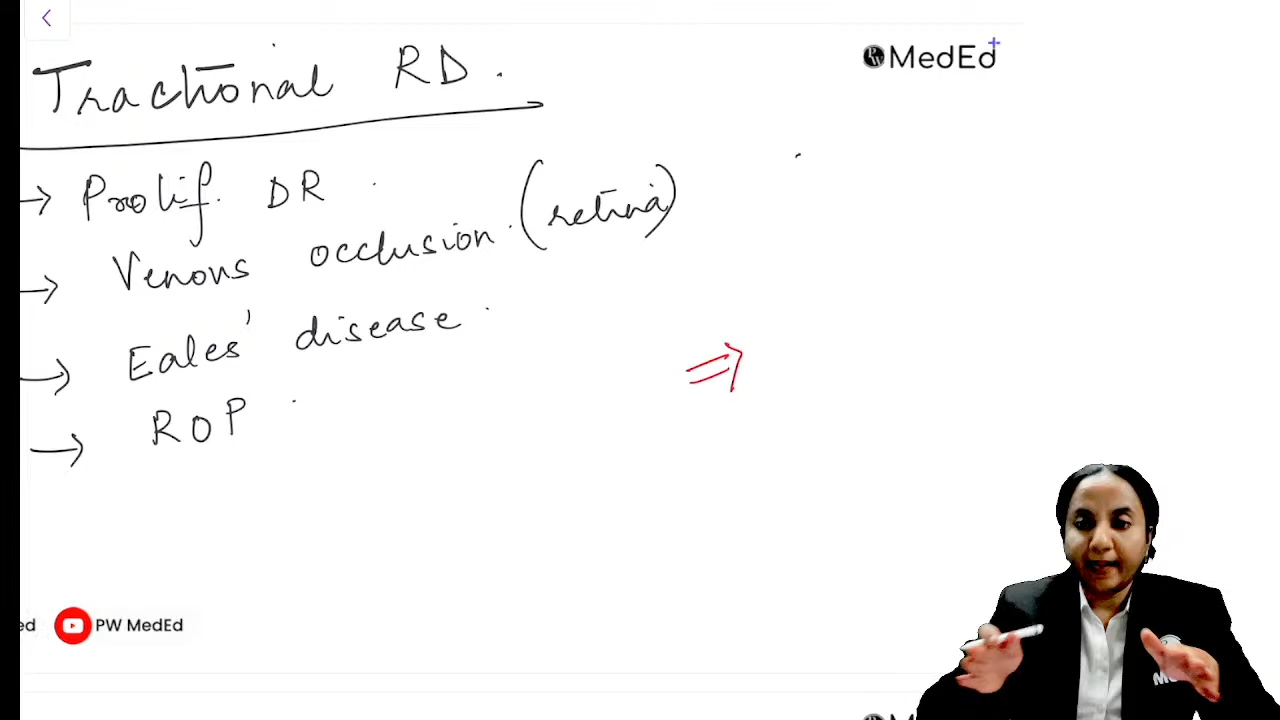 MedEd+
Tractional RD.
→ Prolif. DR.
→ Venous occlusion. (retina)
→ Eales' disease.
→ ROP.
⇒
ed
PW MedEd